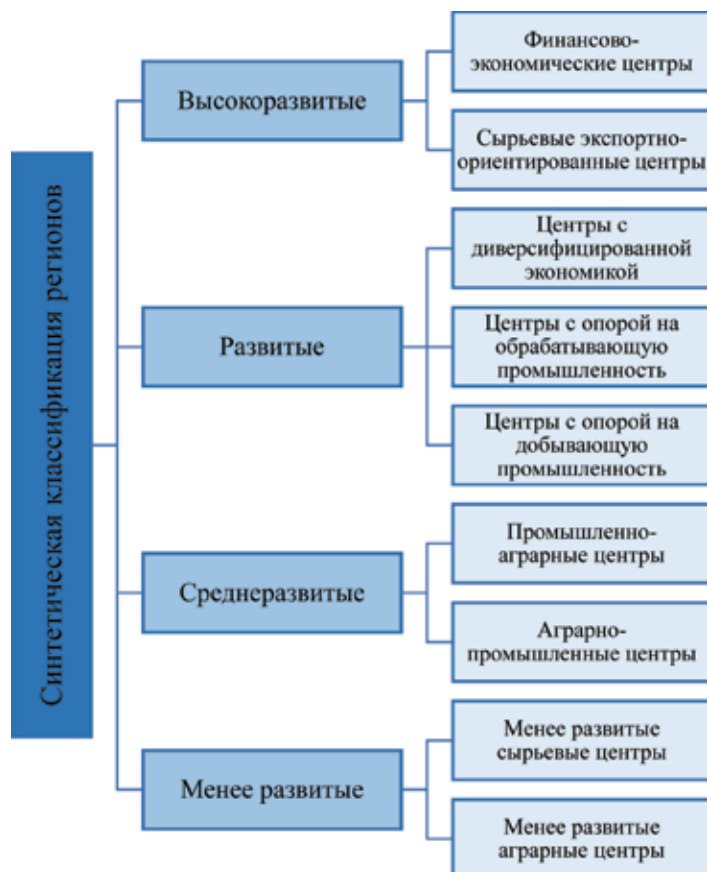 Синтетическая классификация регионов
Высокоразвитые
Финансово-
экономические центры
Сырьевые экспортно-
ориентированные центры
Развитые
Центры с
диверсифицированной
экономикой
Центры с опорой на
обрабатывающую
промышленность
Центры с опорой на
добывающую
промышленность
Среднеразвитые
Промышленно-
аграрные центры
Аграрно-
промышленные центры
Менее развитые
Менее развитые
сырьевые центры
Менее развитые
аграрные центры